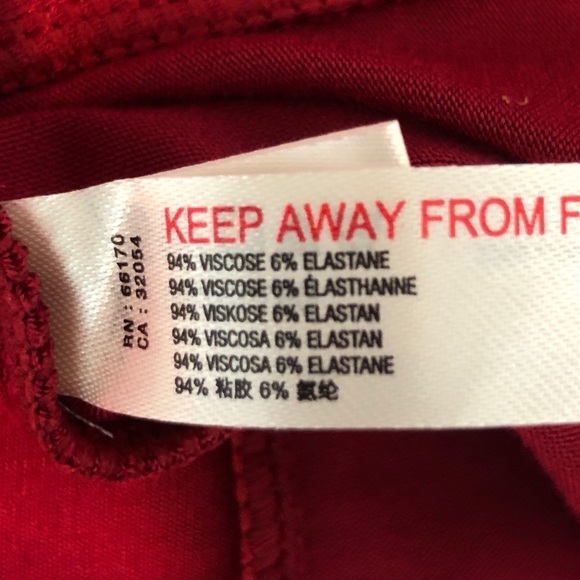 KEEP AWAY FROM F
94% VISCOSE 6% ELASTANE
94% VISCOSE 6% ÉLASTHANNE
94% VISKOSE 6% ELASTAN
94% VISCOSA 6% ELASTAN
94% VISCOSA 6% ELASTANE
94% 粘胶 6% 氨纶
RN : 66170
CA : 32054